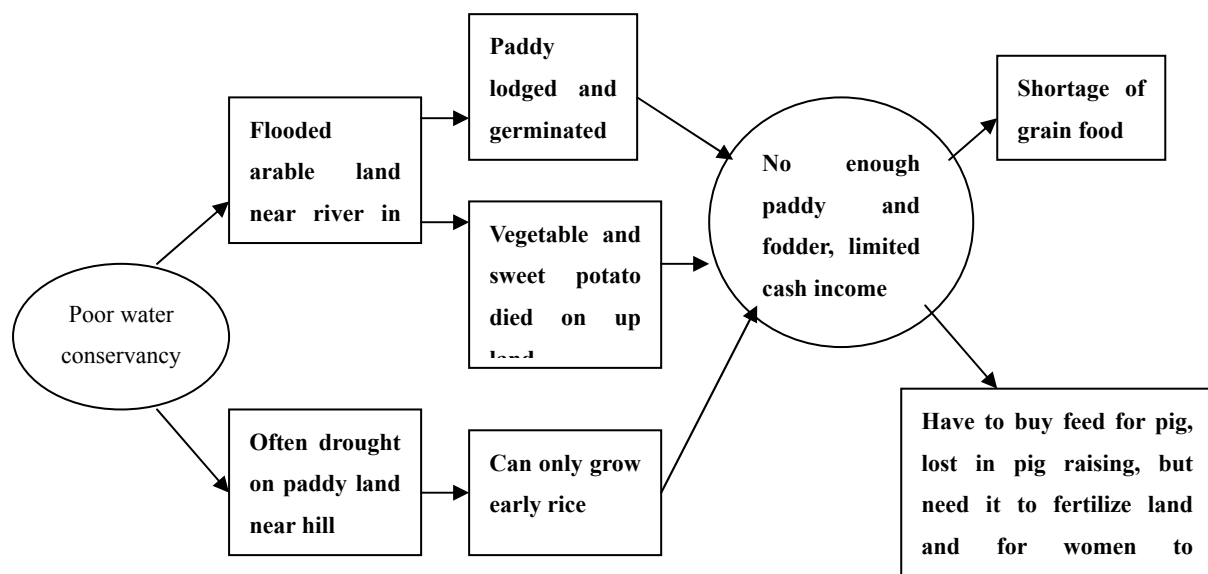 Poor water
conservancy
Flooded
arable land
near river in
Often drought
on paddy land
near hill
Paddy
lodged and
germinated
Vegetable and
sweet potato
died on up
land
Can only grow
early rice
No enough
paddy and
fodder, limited
cash income
Shortage of
grain food
Have to buy feed for pig,
lost in pig raising, but
need it to fertilize land
and for women to